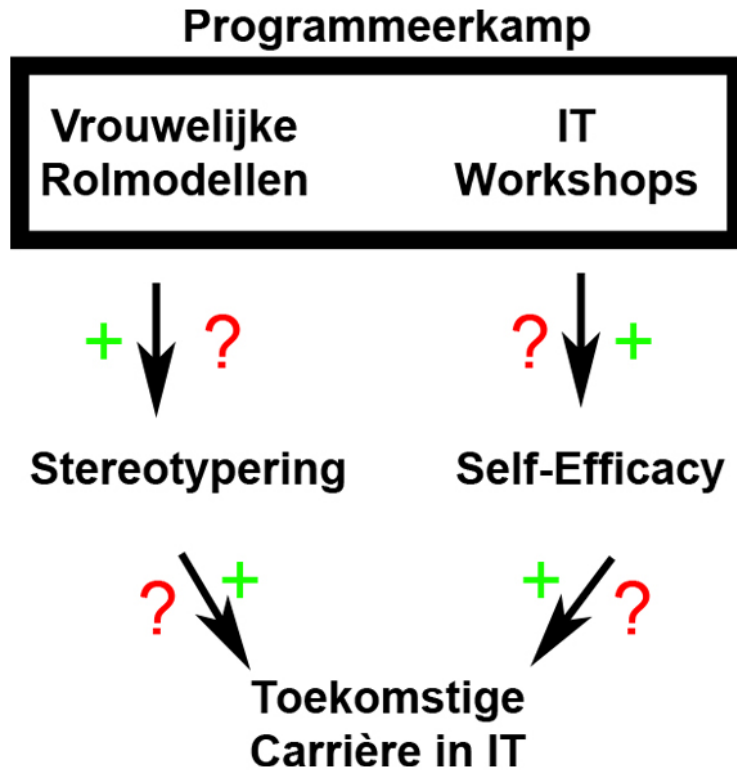 Programmeerkamp
Vrouwelijke
Rolmodellen
IT
Workshops
+ ?
? +
Stereotypering
Self-Efficacy
? +
+ ?
Toekomstige
Carrière in IT